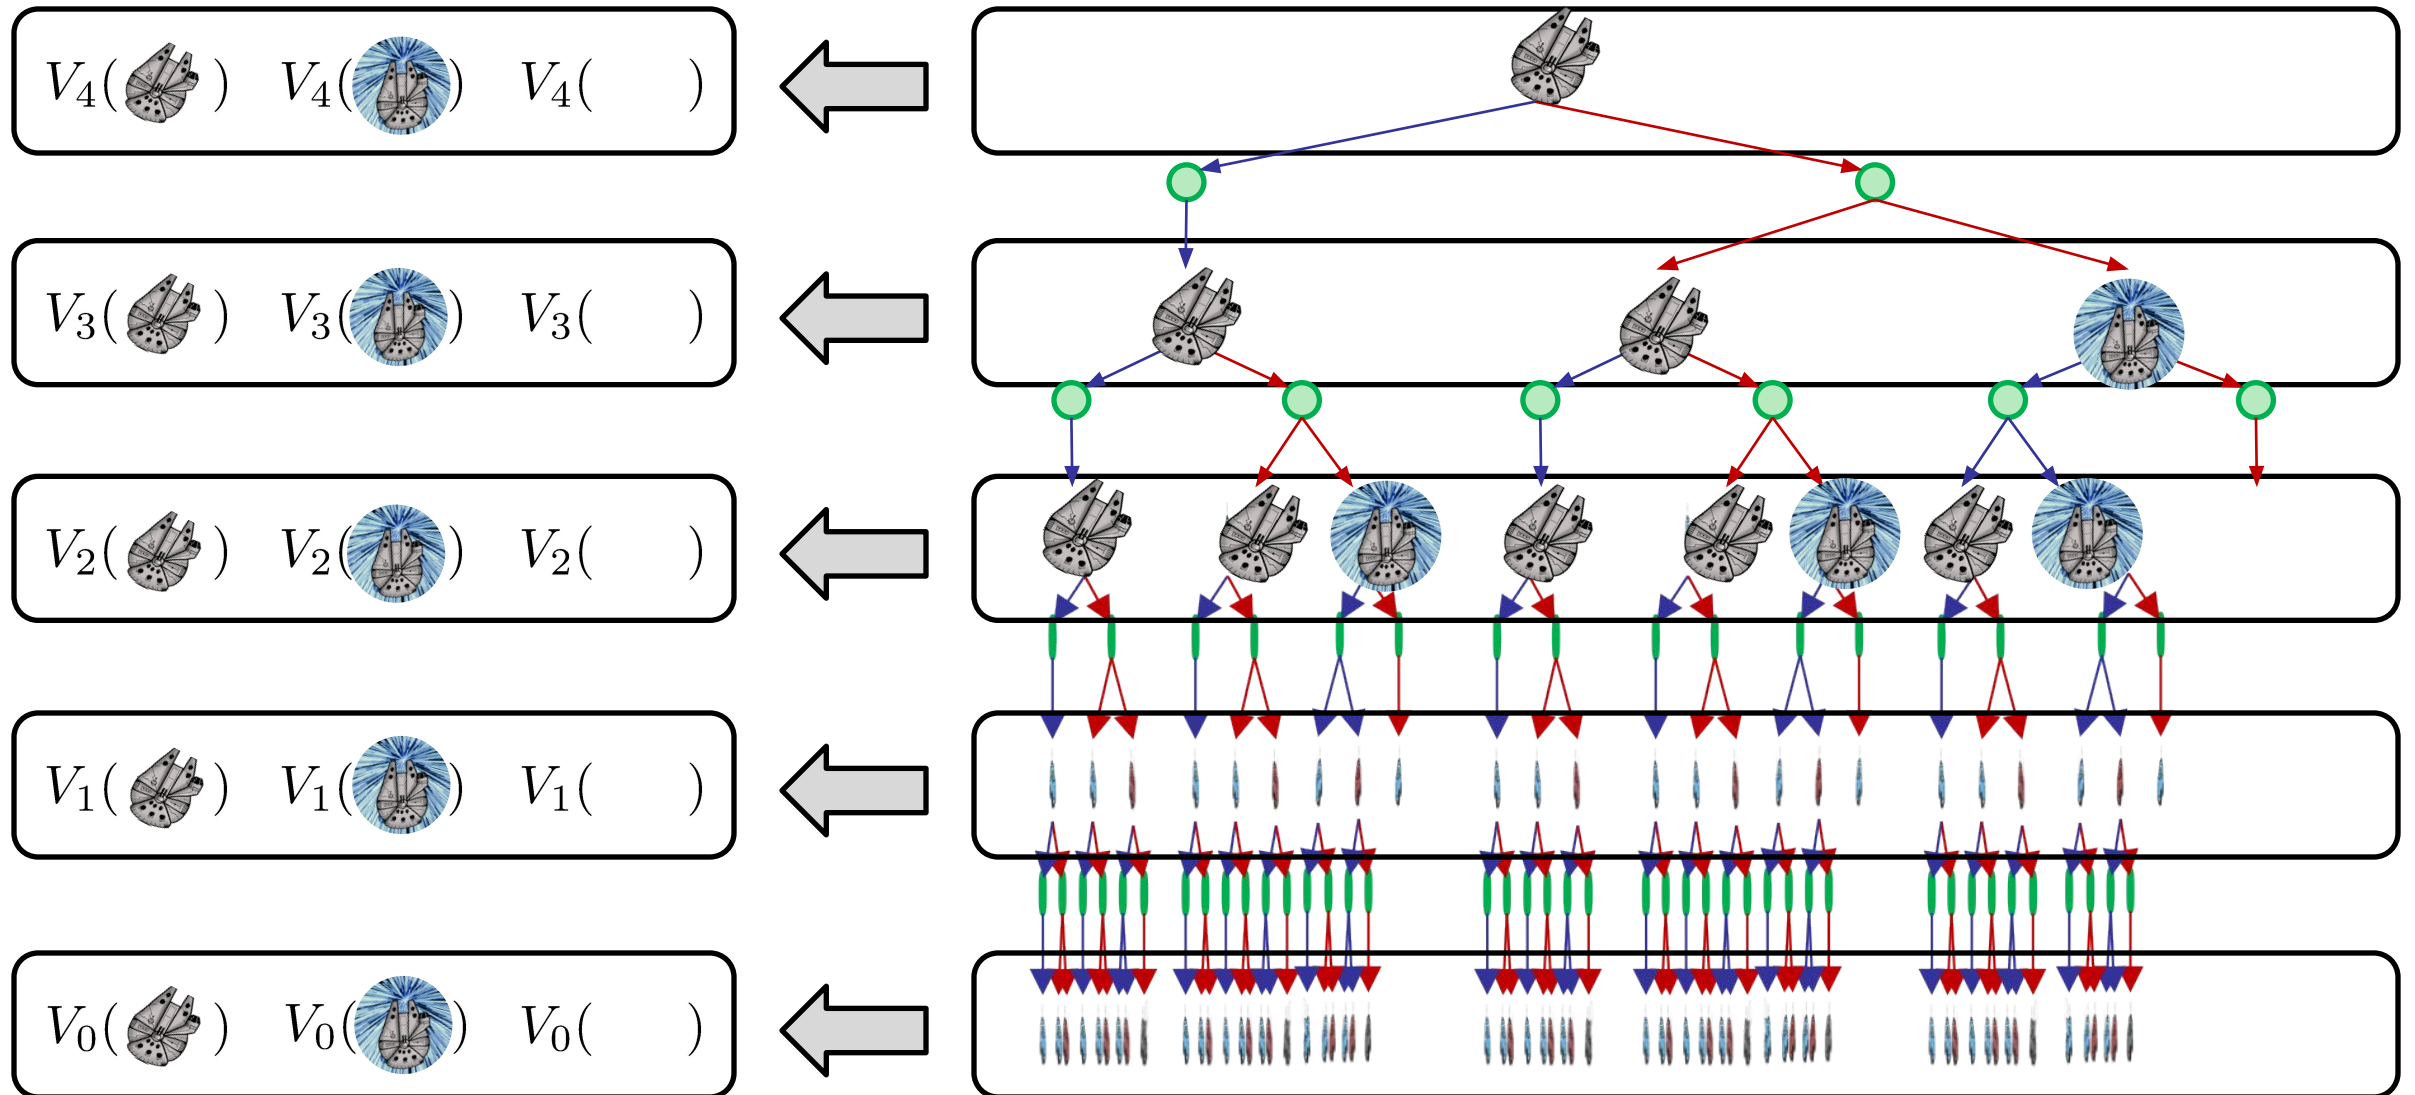 V₄( ) V₄( ) V₄( )
V₃( ) V₃( ) V₃( )
V₂( ) V₂( ) V₂( )
V₁( ) V₁( ) V₁( )
V₀( ) V₀( ) V₀( )